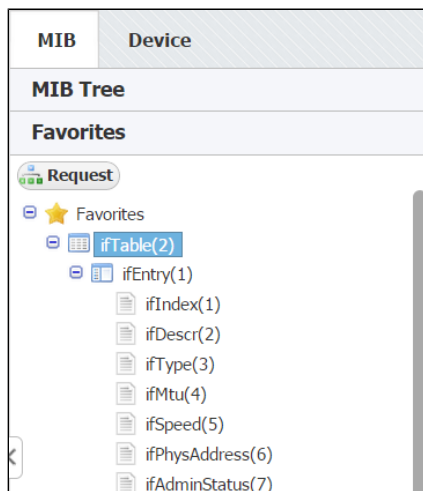 MIB Device
MIB Tree
Favorites
Request
Favorites
ifTable(2)
ifEntry(1)
ifIndex(1)
ifDescr(2)
ifType(3)
ifMtu(4)
ifSpeed(5)
ifPhysAddress(6)
ifAdminStatus(7)